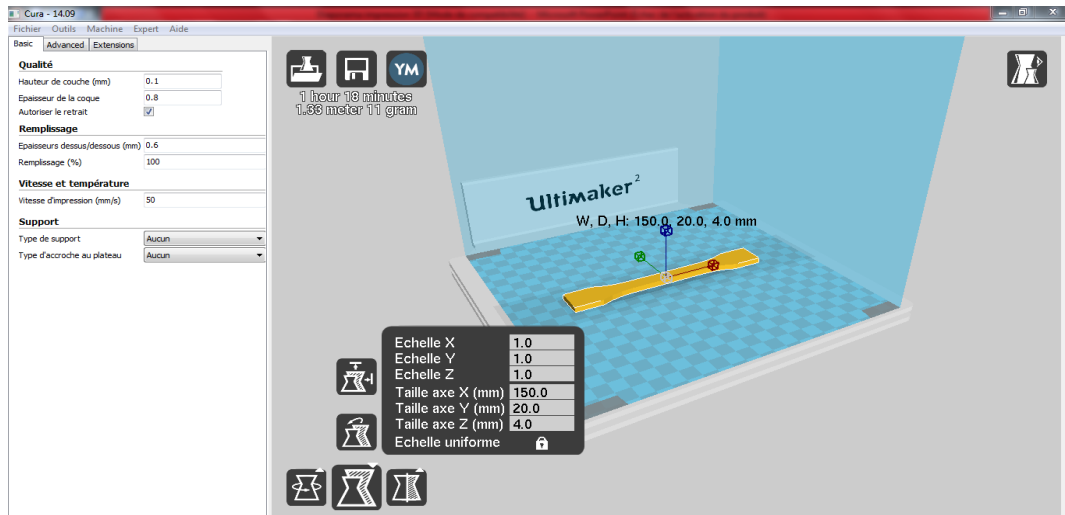 Cura - 14.09
Fichier Outils Machine Expert Aide
Basic Advanced Extensions
Qualité
Hauteur de couche (mm) 0.1
Epaisseur de la coque 0.8
Autoriser le retrait
Remplissage
Epaisseurs dessus/dessous (mm) 0.6
Remplissage (%) 100
Vitesse et température
Vitesse d'impression (mm/s) 50
Support
Type de support Aucun
Type d'accroche au plateau Aucun
YM
1 hour 18 minutes
1.33 meter 11 gram
Ultimaker²
W, D, H: 150.0, 20.0, 4.0 mm
Echelle X 1.0
Echelle Y 1.0
Echelle Z 1.0
Taille axe X (mm) 150.0
Taille axe Y (mm) 20.0
Taille axe Z (mm) 4.0
Echelle uniforme